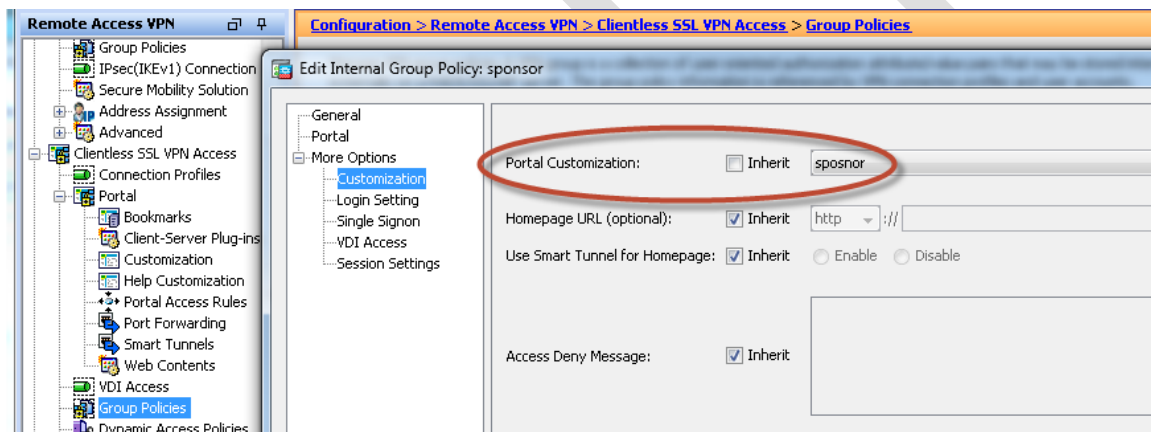 Remote Access VPN
Configuration > Remote Access VPN > Clientless SSL VPN Access > Group Policies
Group Policies
IPsec(IKEv1) Connection
Secure Mobility Solution
Address Assignment
Advanced
Clientless SSL VPN Access
Connection Profiles
Portal
Bookmarks
Client-Server Plug-ins
Customization
Help Customization
Portal Access Rules
Port Forwarding
Smart Tunnels
Web Contents
VDI Access
Group Policies
Dynamic Access Policies
Edit Internal Group Policy: sponsor
General
Portal
More Options
Customization
Login Setting
Single Signon
VDI Access
Session Settings
Portal Customization: Inherit sposnor
Homepage URL (optional): Inherit http ://
Use Smart Tunnel for Homepage: Inherit Enable Disable
Access Deny Message: Inherit